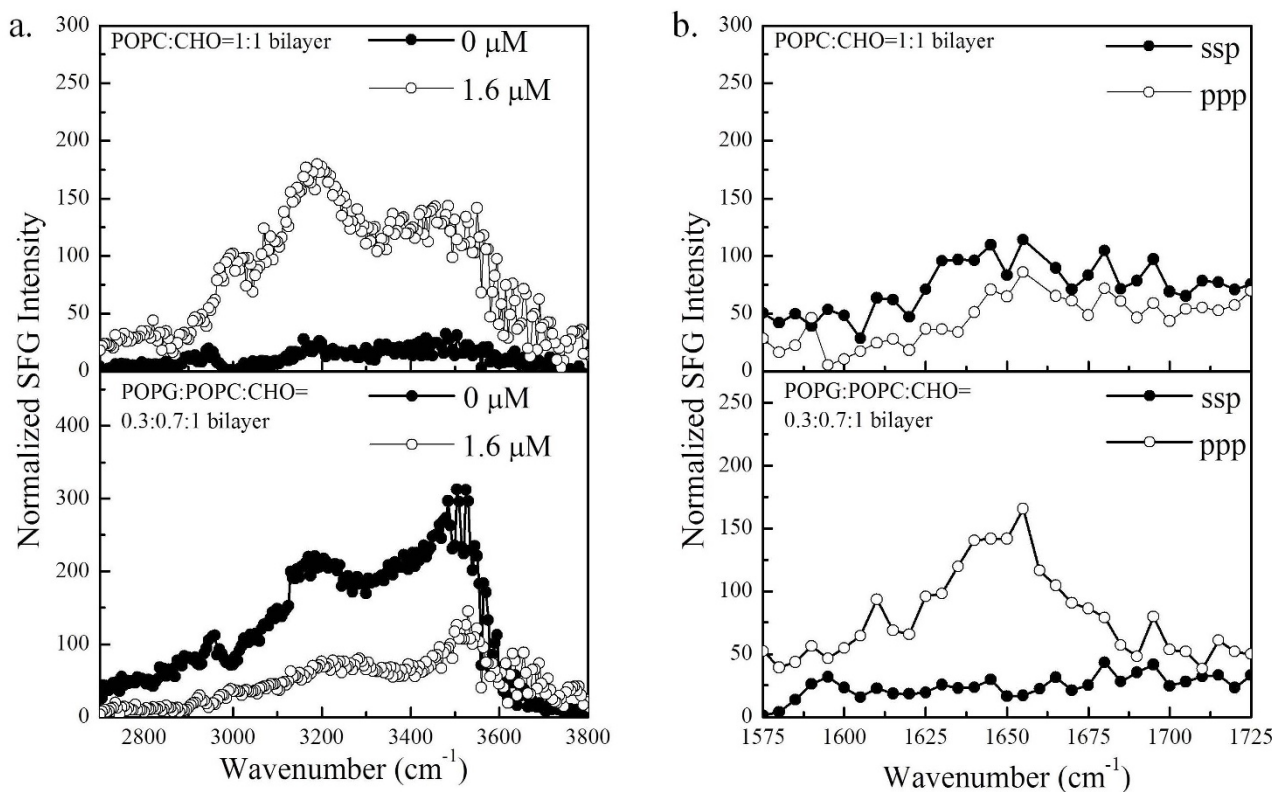 a.
POPC:CHO=1:1 bilayer
0 μM
1.6 μM
300
250
200
150
100
50
0
POPG:POPC:CHO=
0.3:0.7:1 bilayer
0 μM
1.6 μM
400
300
200
100
0
2800 3000 3200 3400 3600 3800
Normalized SFG Intensity
Wavenumber (cm⁻¹)
b.
POPC:CHO=1:1 bilayer
ssp
ppp
300
250
200
150
100
50
0
POPG:POPC:CHO=
0.3:0.7:1 bilayer
ssp
ppp
250
200
150
100
50
0
1575 1600 1625 1650 1675 1700 1725
Normalized SFG Intensity
Wavenumber (cm⁻¹)